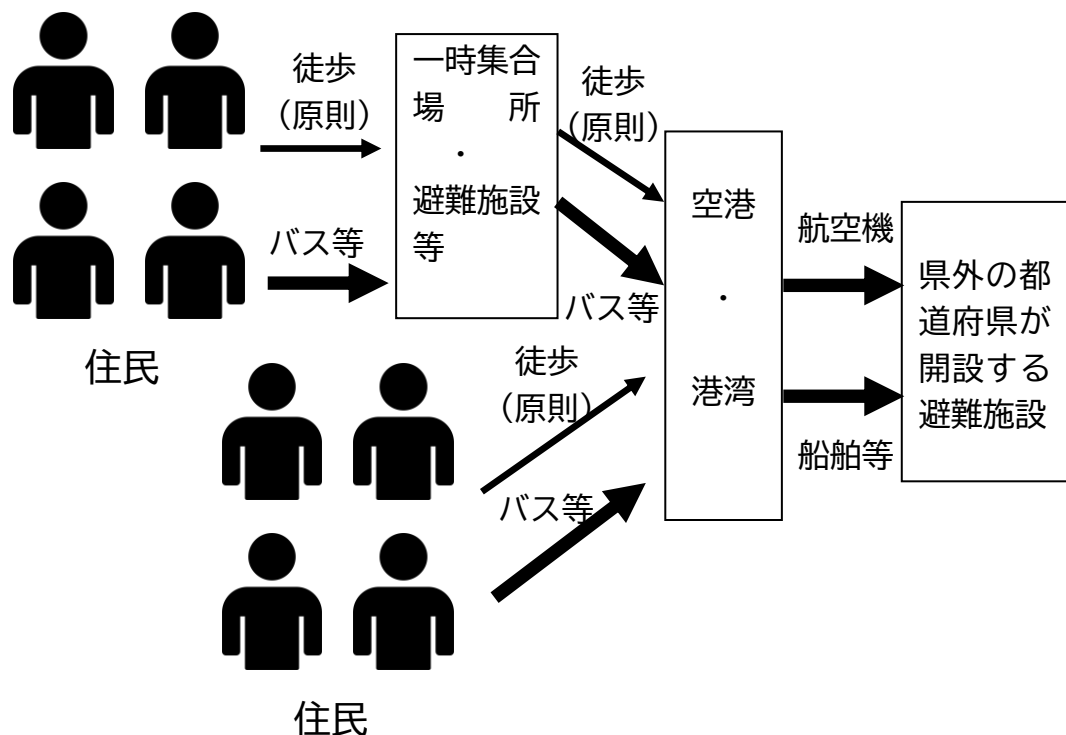 徒歩
（原則）
バス等
住民
一時集合
場　　所
・
避難施設
等
徒歩
（原則）
バス等
徒歩
（原則）
バス等
住民
空港
・
港湾
航空機
船舶等
県外の都
道府県が
開設する
避難施設